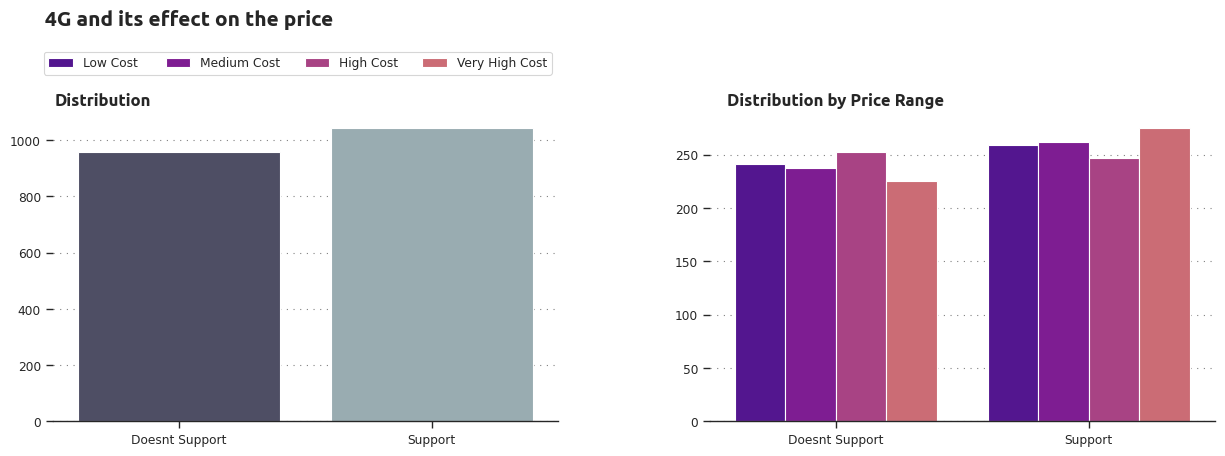 4G and its effect on the price
Low Cost Medium Cost High Cost Very High Cost
Distribution
1000
800
600
400
200
0
Doesnt Support Support
Distribution by Price Range
250
200
150
100
50
0
Doesnt Support Support